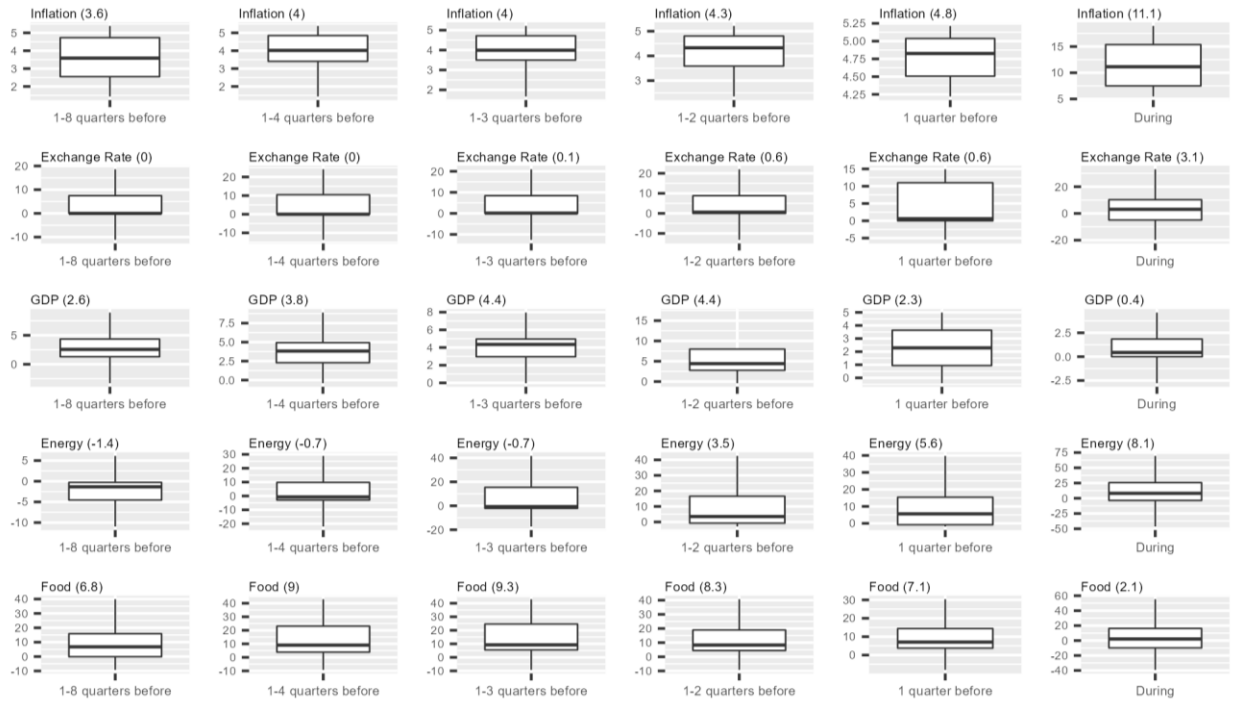 Inflation (3.6) Inflation (4) Inflation (4) Inflation (4.3) Inflation (4.8) Inflation (11.1)
5 4 3 2
5 4 3 2
5 4 3 2
5 4 3
5.25 5.00 4.75 4.50 4.25
15 10 5
1-8 quarters before 1-4 quarters before 1-3 quarters before 1-2 quarters before 1 quarter before During
Exchange Rate (0) Exchange Rate (0) Exchange Rate (0.1) Exchange Rate (0.6) Exchange Rate (0.6) Exchange Rate (3.1)
20 10 0 -10
20 10 0 -10
20 10 0 -10
20 10 0 -10
15 10 5 0 -5
20 0 -20
1-8 quarters before 1-4 quarters before 1-3 quarters before 1-2 quarters before 1 quarter before During
GDP (2.6) GDP (3.8) GDP (4.4) GDP (4.4) GDP (2.3) GDP (0.4)
5 0
7.5 5.0 2.5 0.0
8 6 4 2 0
15 10 5 0
5 4 3 2 1 0
2.5 0.0 -2.5
1-8 quarters before 1-4 quarters before 1-3 quarters before 1-2 quarters before 1 quarter before During
Energy (-1.4) Energy (-0.7) Energy (-0.7) Energy (3.5) Energy (5.6) Energy (8.1)
5 0 -5 -10
30 20 10 0 -10 -20
40 20 0 -20
40 30 20 10 0
40 30 20 10 0
75 50 25 0 -25 -50
1-8 quarters before 1-4 quarters before 1-3 quarters before 1-2 quarters before 1 quarter before During
Food (6.8) Food (9) Food (9.3) Food (8.3) Food (7.1) Food (2.1)
40 30 20 10 0 -10
40 30 20 10 0 -10
40 30 20 10 0 -10
40 30 20 10 0 -10
30 20 10 0
60 40 20 0 -20 -40
1-8 quarters before 1-4 quarters before 1-3 quarters before 1-2 quarters before 1 quarter before During